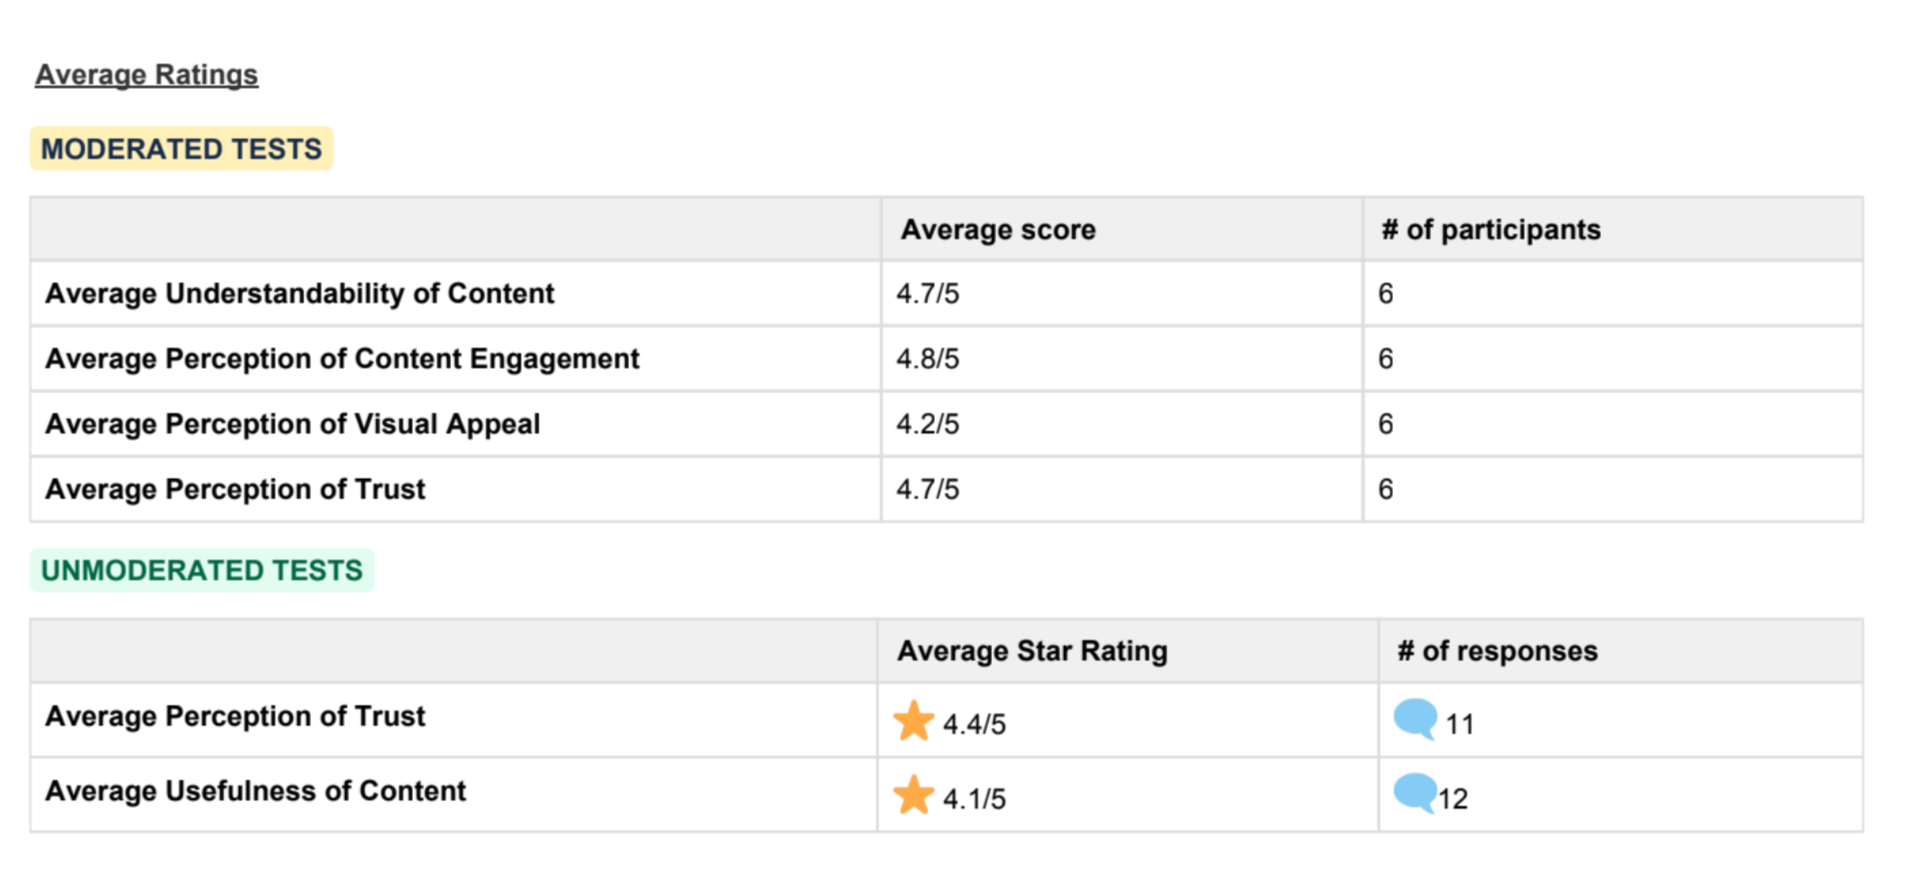 Average Ratings
MODERATED TESTS
Average score # of participants
Average Understandability of Content 4.7/5 6
Average Perception of Content Engagement 4.8/5 6
Average Perception of Visual Appeal 4.2/5 6
Average Perception of Trust 4.7/5 6
UNMODERATED TESTS
Average Star Rating # of responses
Average Perception of Trust 4.4/5 11
Average Usefulness of Content 4.1/5 12